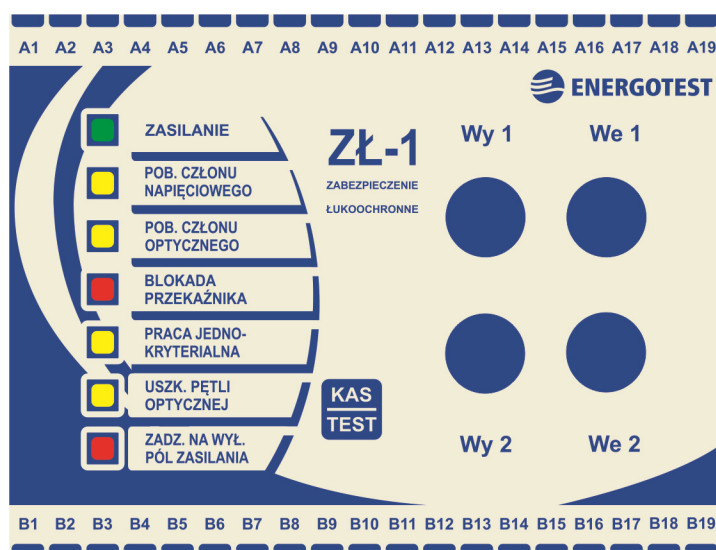 A1 A2 A3 A4 A5 A6 A7 A8 A9 A10 A11 A12 A13 A14 A15 A16 A17 A18 A19
ENERGOTEST
ZASILANIE
POB. CZŁONU
NAPIĘCIOWEGO
POB. CZŁONU
OPTYCZNEGO
BLOKADA
PRZEKAŹNIKA
PRACA JEDNO-
KRYTERIALNA
USZK. PĘTLI
OPTYCZNEJ
ZADZ. NA WYŁ.
PÓL ZASILANIA
ZŁ-1
ZABEZPIECZENIE
ŁUKOOCHRONNE
KAS
TEST
Wy 1
We 1
Wy 2
We 2
B1 B2 B3 B4 B5 B6 B7 B8 B9 B10 B11 B12 B13 B14 B15 B16 B17 B18 B19